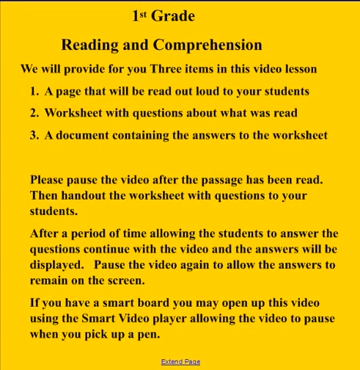 1st Grade
Reading and Comprehension
We will provide for you Three items in this video lesson
1. A page that will be read out loud to your students
2. Worksheet with questions about what was read
3. A document containing the answers to the worksheet
Please pause the video after the passage has been read.
Then handout the worksheet with questions to your
students.
After a period of time allowing the students to answer the
questions continue with the video and the answers will be
displayed. Pause the video again to allow the answers to
remain on the screen.
If you have a smart board you may open up this video
using the Smart Video player allowing the video to pause
when you pick up a pen.
Extend Page